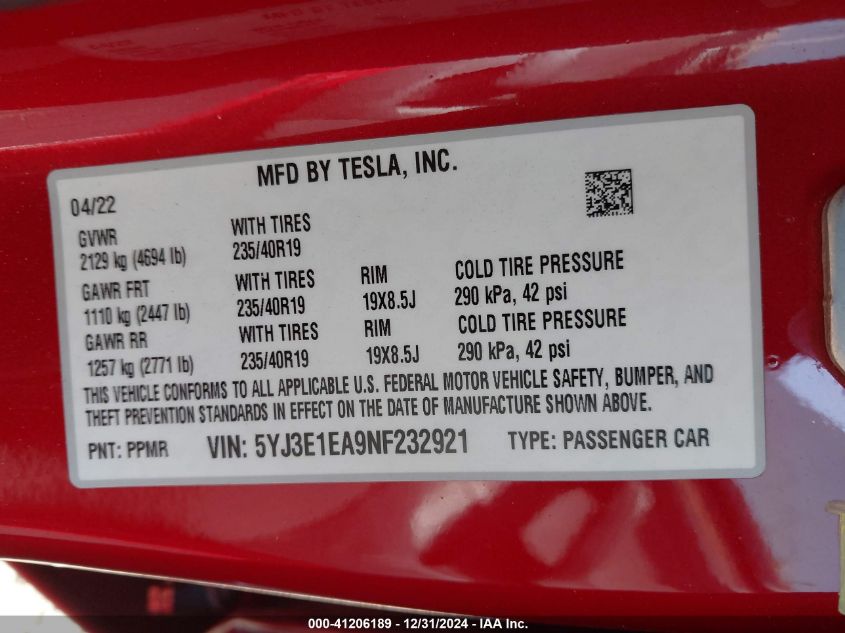 MFD BY TESLA, INC.
04/22
GVWR
2129 kg (4694 lb)
WITH TIRES
235/40R19
GAWR FRT
1110 kg (2447 lb)
WITH TIRES
235/40R19
RIM
19X8.5J
COLD TIRE PRESSURE
290 kPa, 42 psi
GAWR RR
1257 kg (2771 lb)
WITH TIRES
235/40R19
RIM
19X8.5J
COLD TIRE PRESSURE
290 kPa, 42 psi
THIS VEHICLE CONFORMS TO ALL APPLICABLE U.S. FEDERAL MOTOR VEHICLE SAFETY, BUMPER, AND
THEFT PREVENTION STANDARDS IN EFFECT ON THE DATE OF MANUFACTURE SHOWN ABOVE.
PNT: PPMR VIN: 5YJ3E1EA9NF232921 TYPE: PASSENGER CAR
000-41206189 - 12/31/2024 - IAA Inc.